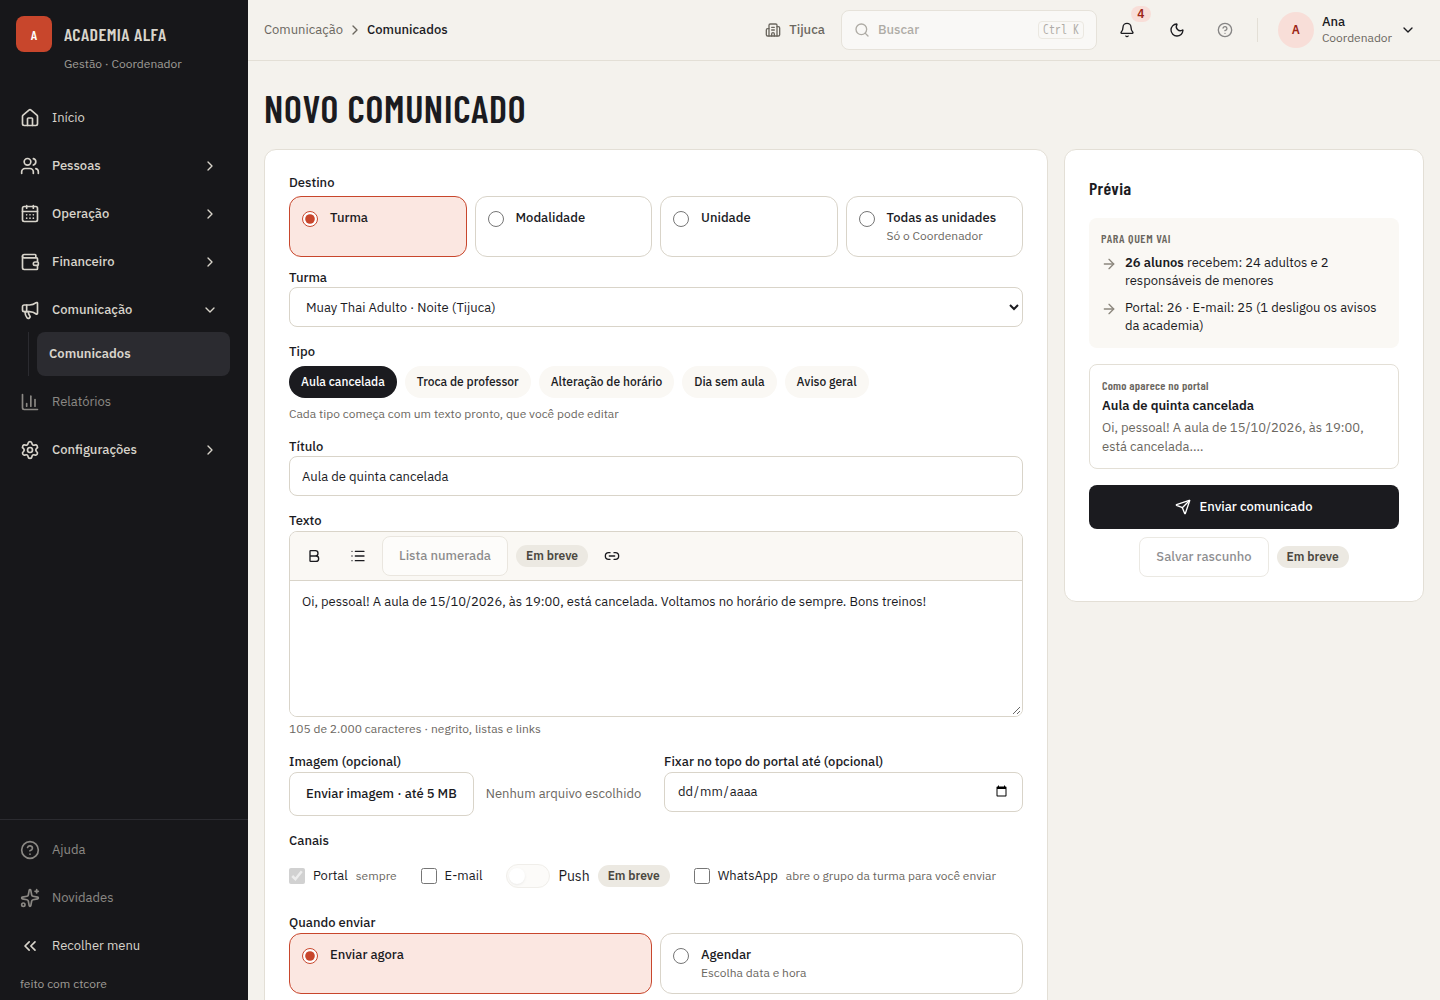 A
ACADEMIA ALFA
Gestão · Coordenador
Início
Pessoas
Operação
Financeiro
Comunicação
Comunicados
Relatórios
Configurações
Ajuda
Novidades
Recolher menu
feito com ctcore
Comunicação > Comunicados
Tijuca
Buscar
Ctrl K
4
A
Ana
Coordenador
NOVO COMUNICADO
Destino
Turma
Modalidade
Unidade
Todas as unidades
Só o Coordenador
Turma
Muay Thai Adulto · Noite (Tijuca)
Tipo
Aula cancelada
Troca de professor
Alteração de horário
Dia sem aula
Aviso geral
Cada tipo começa com um texto pronto, que você pode editar
Título
Aula de quinta cancelada
Texto
B
Lista numerada
Em breve
Oi, pessoal! A aula de 15/10/2026, às 19:00, está cancelada. Voltamos no horário de sempre. Bons treinos!
105 de 2.000 caracteres · negrito, listas e links
Imagem (opcional)
Enviar imagem · até 5 MB
Nenhum arquivo escolhido
Fixar no topo do portal até (opcional)
dd/mm/aaaa
Canais
Portal sempre
E-mail
Push
Em breve
WhatsApp abre o grupo da turma para você enviar
Quando enviar
Enviar agora
Agendar
Escolha data e hora
Prévia
PARA QUEM VAI
26 alunos recebem: 24 adultos e 2
responsáveis de menores
Portal: 26 · E-mail: 25 (1 desligou os avisos
da academia)
Como aparece no portal
Aula de quinta cancelada
Oi, pessoal! A aula de 15/10/2026, às 19:00,
está cancelada....
Enviar comunicado
Salvar rascunho
Em breve